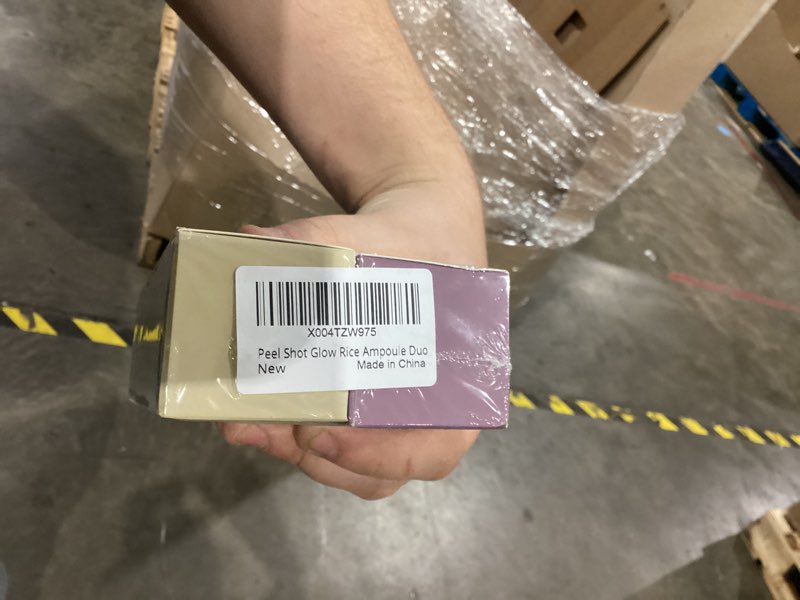 X004TZW975
Peel Shot Glow Rice Ampoule Duo
New Made in China